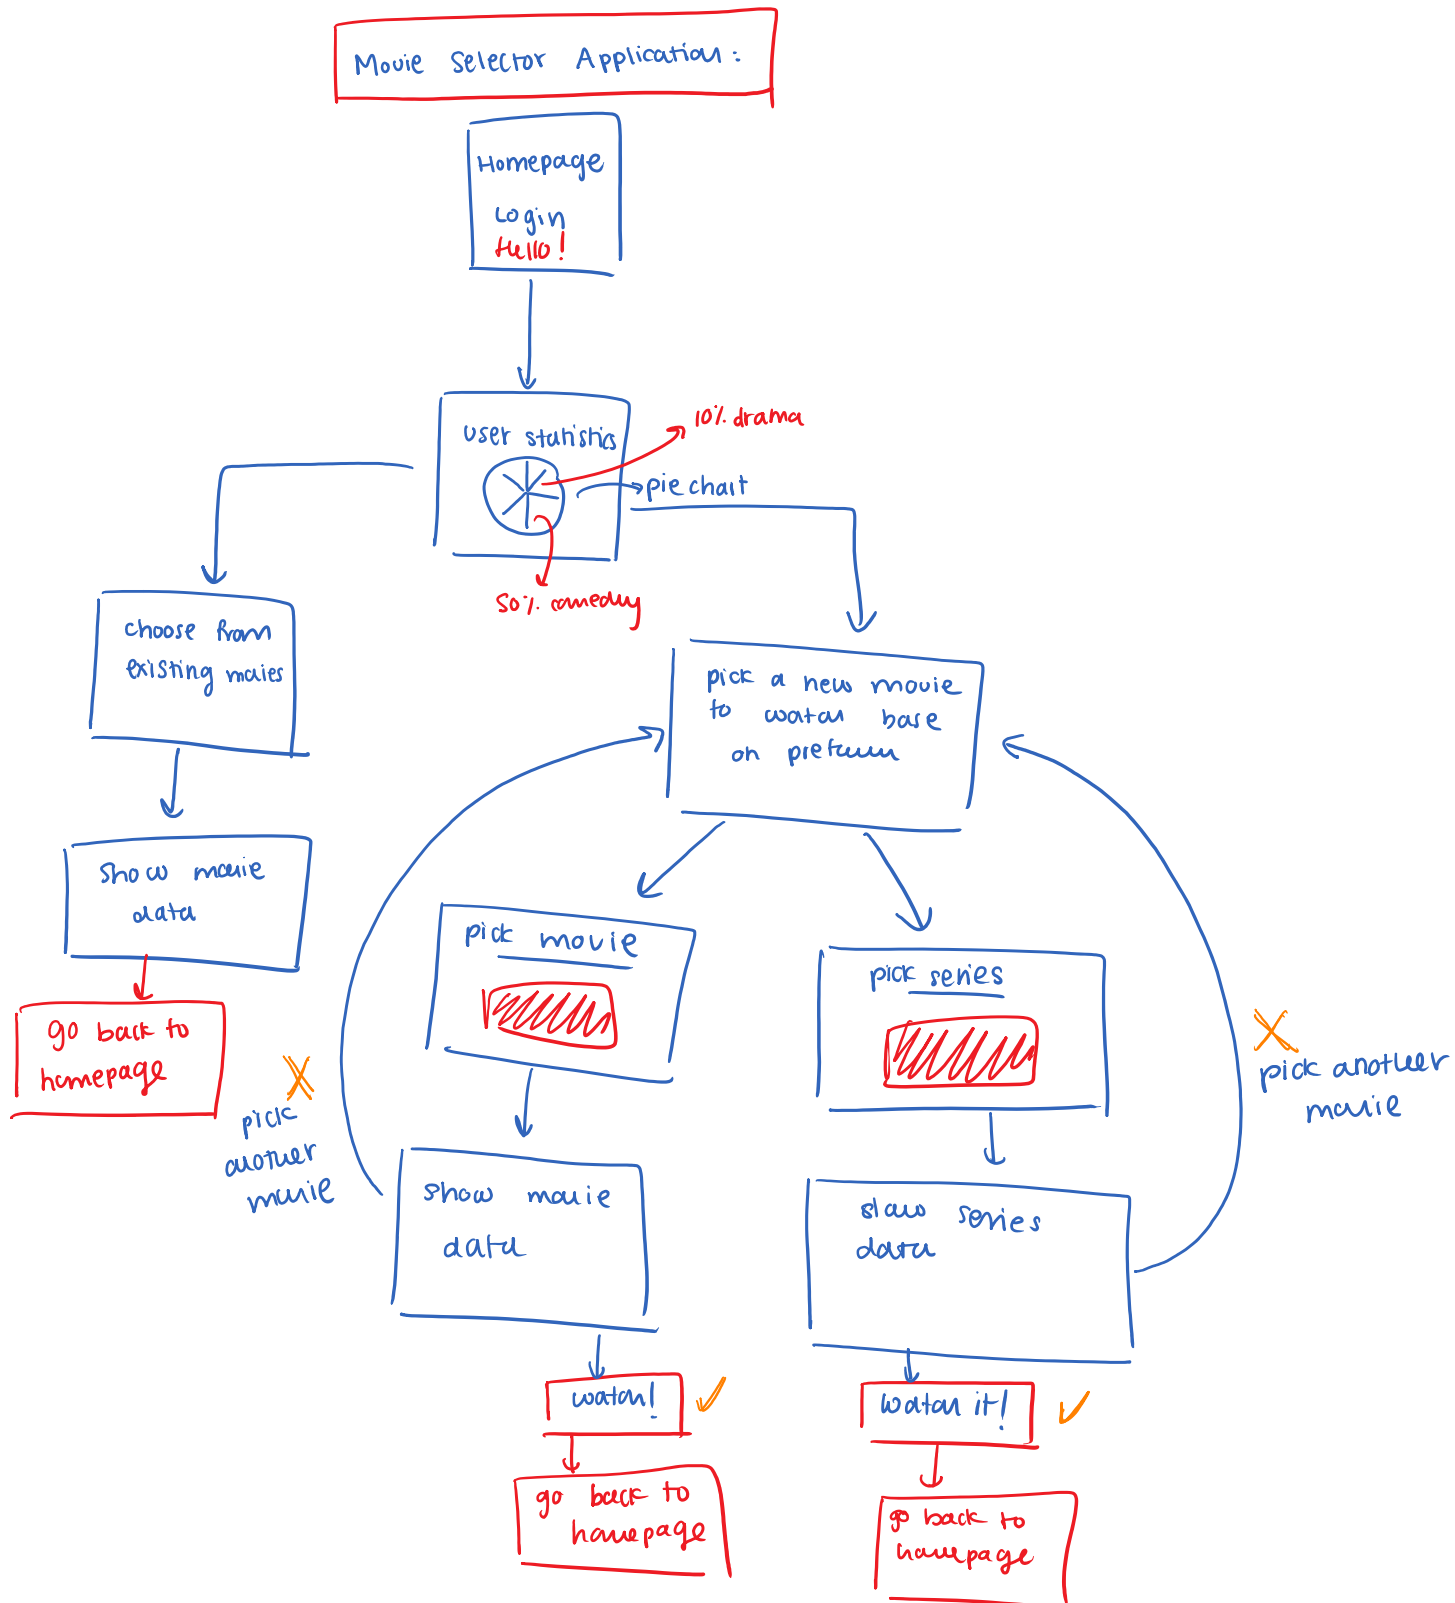 Movie Selector Application:
Homepage
Login
Hello!
user statistics
10% drama
pie chart
50% comedy
choose from
existing movies
show movie
data
go back to
homepage
pick a new movie
to watch base
on
pick movie
pick series
pick
another
movie
show movie
data
show series
data
pick another
movie
watch!
go back to
homepage
watch it!
go back to
homepage